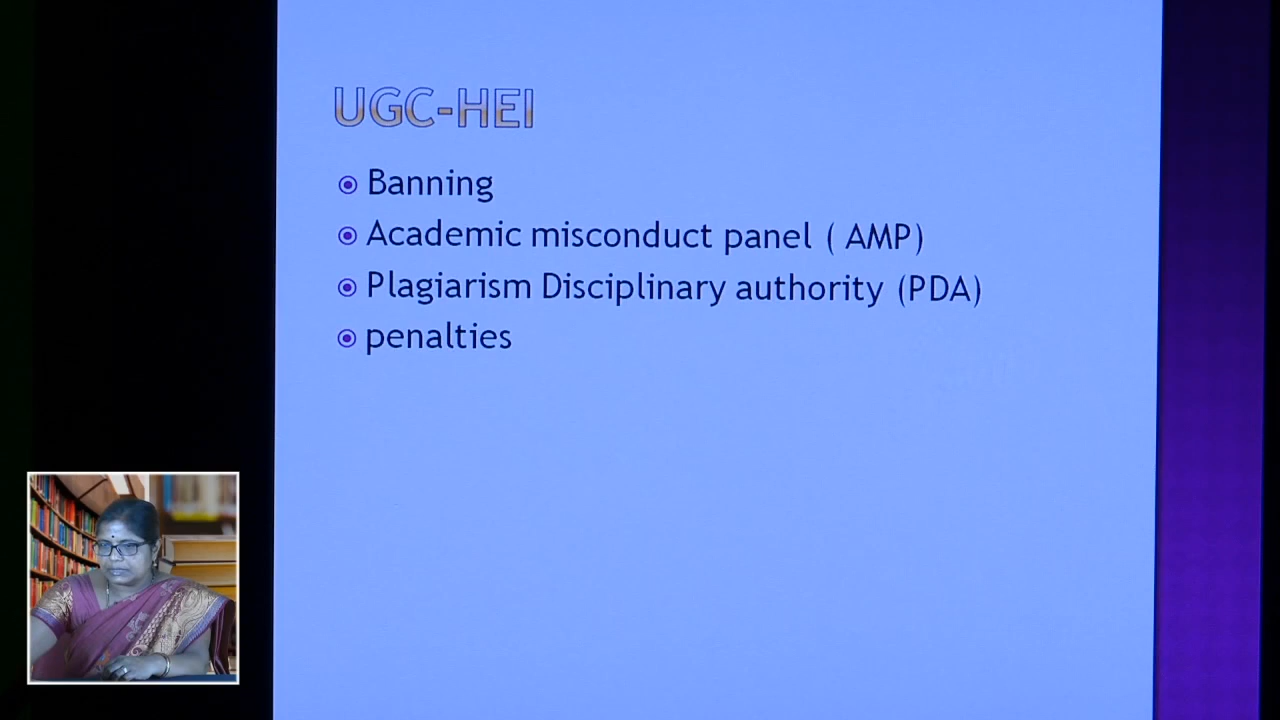 UGC-HEI
Banning
Academic misconduct panel ( AMP)
Plagiarism Disciplinary authority (PDA)
penalties